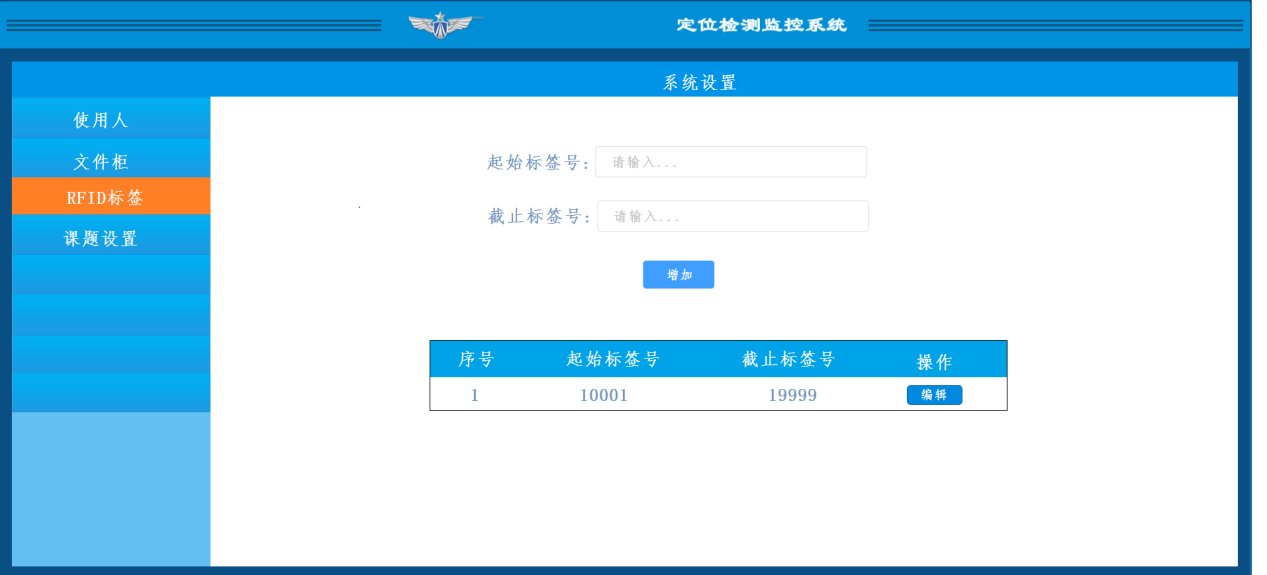 定位检测监控系统
系统设置
使用人
文件柜
RFID标签
课题设置
起始标签号: 请输入...
截止标签号: 请输入...
增加
序号 起始标签号 截止标签号 操作
1 10001 19999 编辑